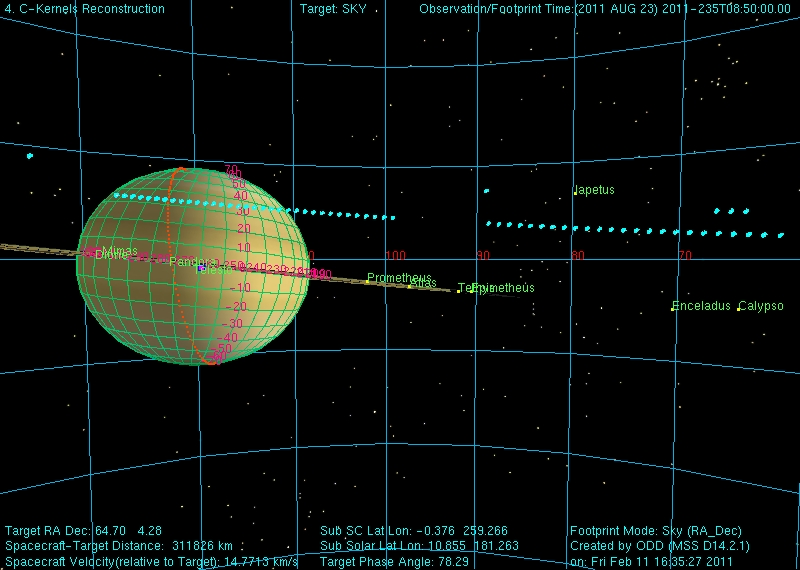 4. C-Kernels Reconstruction Target: SKY Observation/Footprint Time:(2011 AUG 23) 2011-235T08:50:00.00
70
Iapetus
30
20
10
Mimas
Dione
Pandora
100
90
80
70
Telesto
Prometheus
Atlas
-10
Enceladus Calypso
-20
-30
-40
-50
Target RA Dec: 64.70 4.28 Sub SC Lat Lon: -0.376 259.266 Footprint Mode: Sky (RA_Dec)
Spacecraft-Target Distance: 311826 km Sub Solar Lat Lon: 10.855 181.263 Created by ODD (MSS D14.2.1)
Spacecraft Velocity(relative to Target): 14.7713 km/s Target Phase Angle: 78.29 on: Fri Feb 11 16:35:27 2011